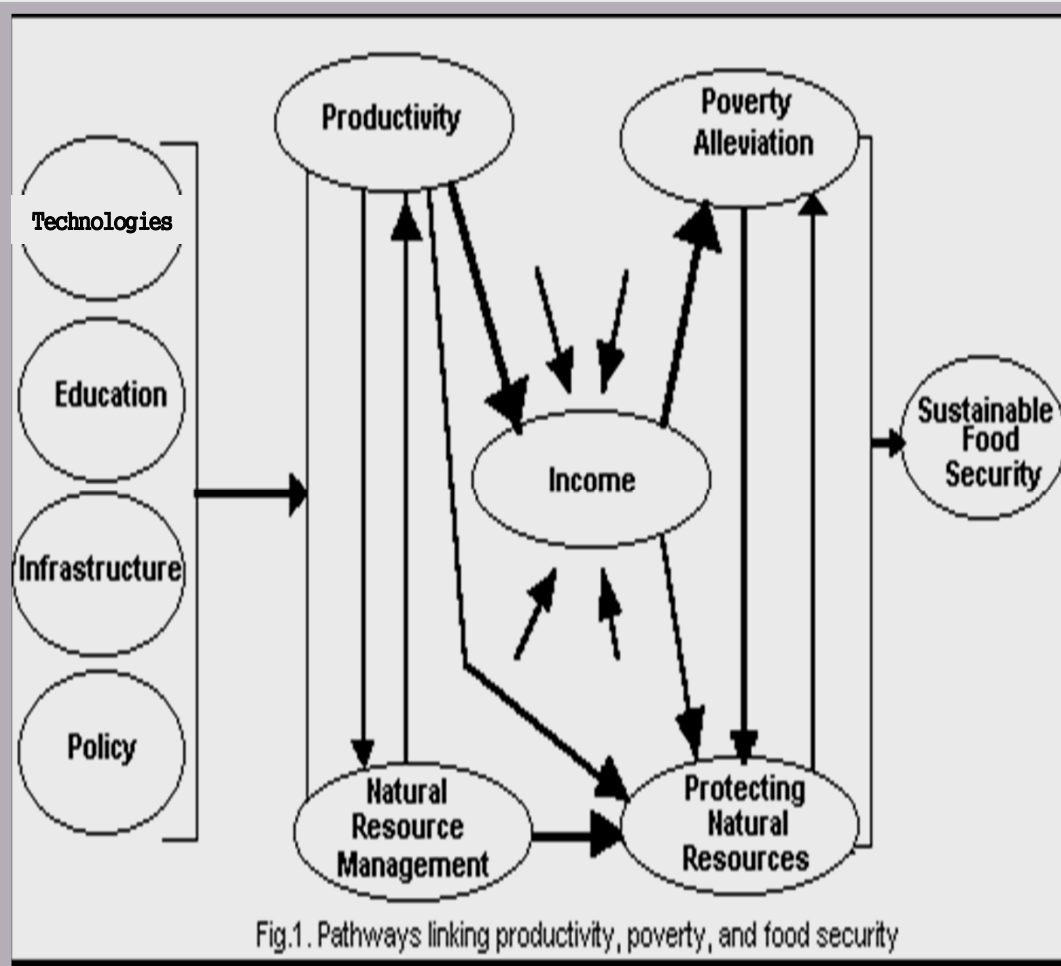 Productivity
Poverty
Alleviation
Technologies
Education
Infrastructure
Policy
Income
Sustainable
Food
Security
Natural
Resource
Management
Protecting
Natural
Resources
Fig.1. Pathways linking productivity, poverty, and food security